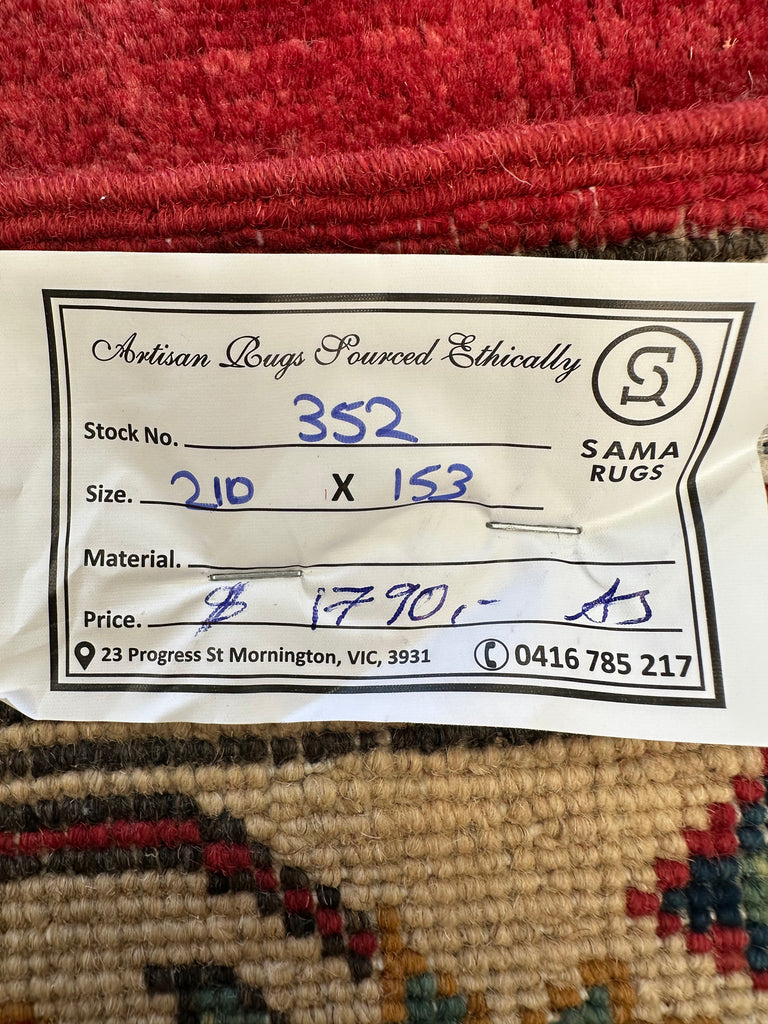 Artisan Rugs Sourced Ethically
SR
SAMA
RUGS
Stock No. 352
Size. 210 X 153
Material.
Price. $ 1790,-
23 Progress St Mornington, VIC, 3931
0416 785 217